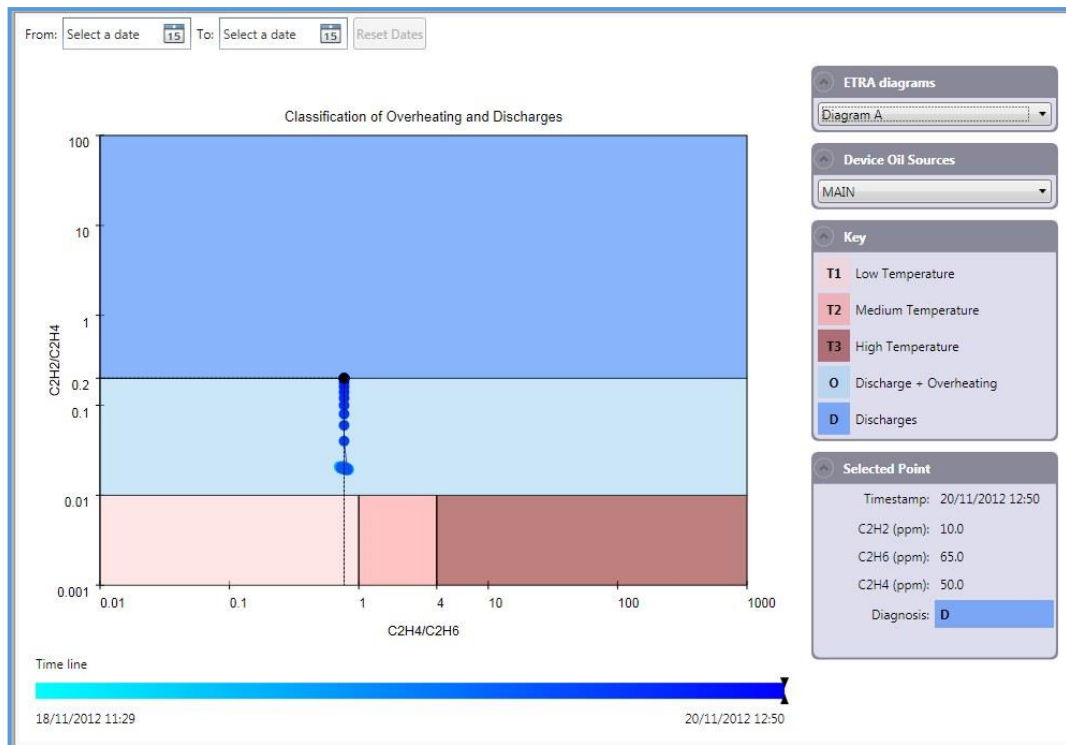 From: Select a date 15 To: Select a date 15 Reset Dates
Classification of Overheating and Discharges
100
10
1
0.2
0.1
0.01
0.001
C2H2/C2H4
0.01 0.1 1 4 10 100 1000
C2H4/C2H6
Time line
18/11/2012 11:29 20/11/2012 12:50
ETRA diagrams
Diagram A
Device Oil Sources
MAIN
Key
T1 Low Temperature
T2 Medium Temperature
T3 High Temperature
O Discharge + Overheating
D Discharges
Selected Point
Timestamp: 20/11/2012 12:50
C2H2 (ppm): 10.0
C2H6 (ppm): 65.0
C2H4 (ppm): 50.0
Diagnosis: D